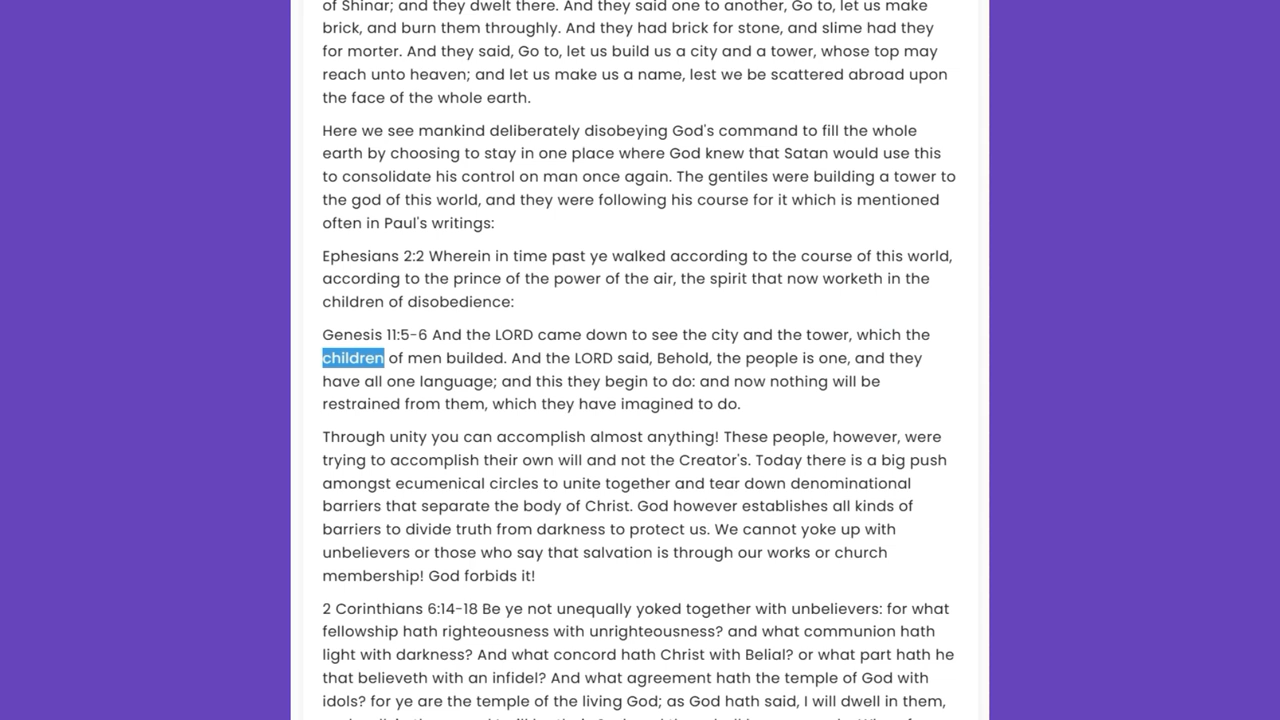 of Shinar; and they dwelt there. And they said one to another, Go to, let us make
brick, and burn them throughly. And they had brick for stone, and slime had they
for morter. And they said, Go to, let us build us a city and a tower, whose top may
reach unto heaven; and let us make us a name, lest we be scattered abroad upon
the face of the whole earth.
Here we see mankind deliberately disobeying God's command to fill the whole
earth by choosing to stay in one place where God knew that Satan would use this
to consolidate his control on man once again. The gentiles were building a tower to
the god of this world, and they were following his course for it which is mentioned
often in Paul's writings:
Ephesians 2:2 Wherein in time past ye walked according to the course of this world,
according to the prince of the power of the air, the spirit that now worketh in the
children of disobedience:
Genesis 11:5-6 And the LORD came down to see the city and the tower, which the
children of men builded. And the LORD said, Behold, the people is one, and they
have all one language; and this they begin to do: and now nothing will be
restrained from them, which they have imagined to do.
Through unity you can accomplish almost anything! These people, however, were
trying to accomplish their own will and not the Creator's. Today there is a big push
amongst ecumenical circles to unite together and tear down denominational
barriers that separate the body of Christ. God however establishes all kinds of
barriers to divide truth from darkness to protect us. We cannot yoke up with
unbelievers or those who say that salvation is through our works or church
membership! God forbids it!
2 Corinthians 6:14-18 Be ye not unequally yoked together with unbelievers: for what
fellowship hath righteousness with unrighteousness? and what communion hath
light with darkness? And what concord hath Christ with Belial? or what part hath he
that believeth with an infidel? And what agreement hath the temple of God with
idols? for ye are the temple of the living God; as God hath said, I will dwell in them,